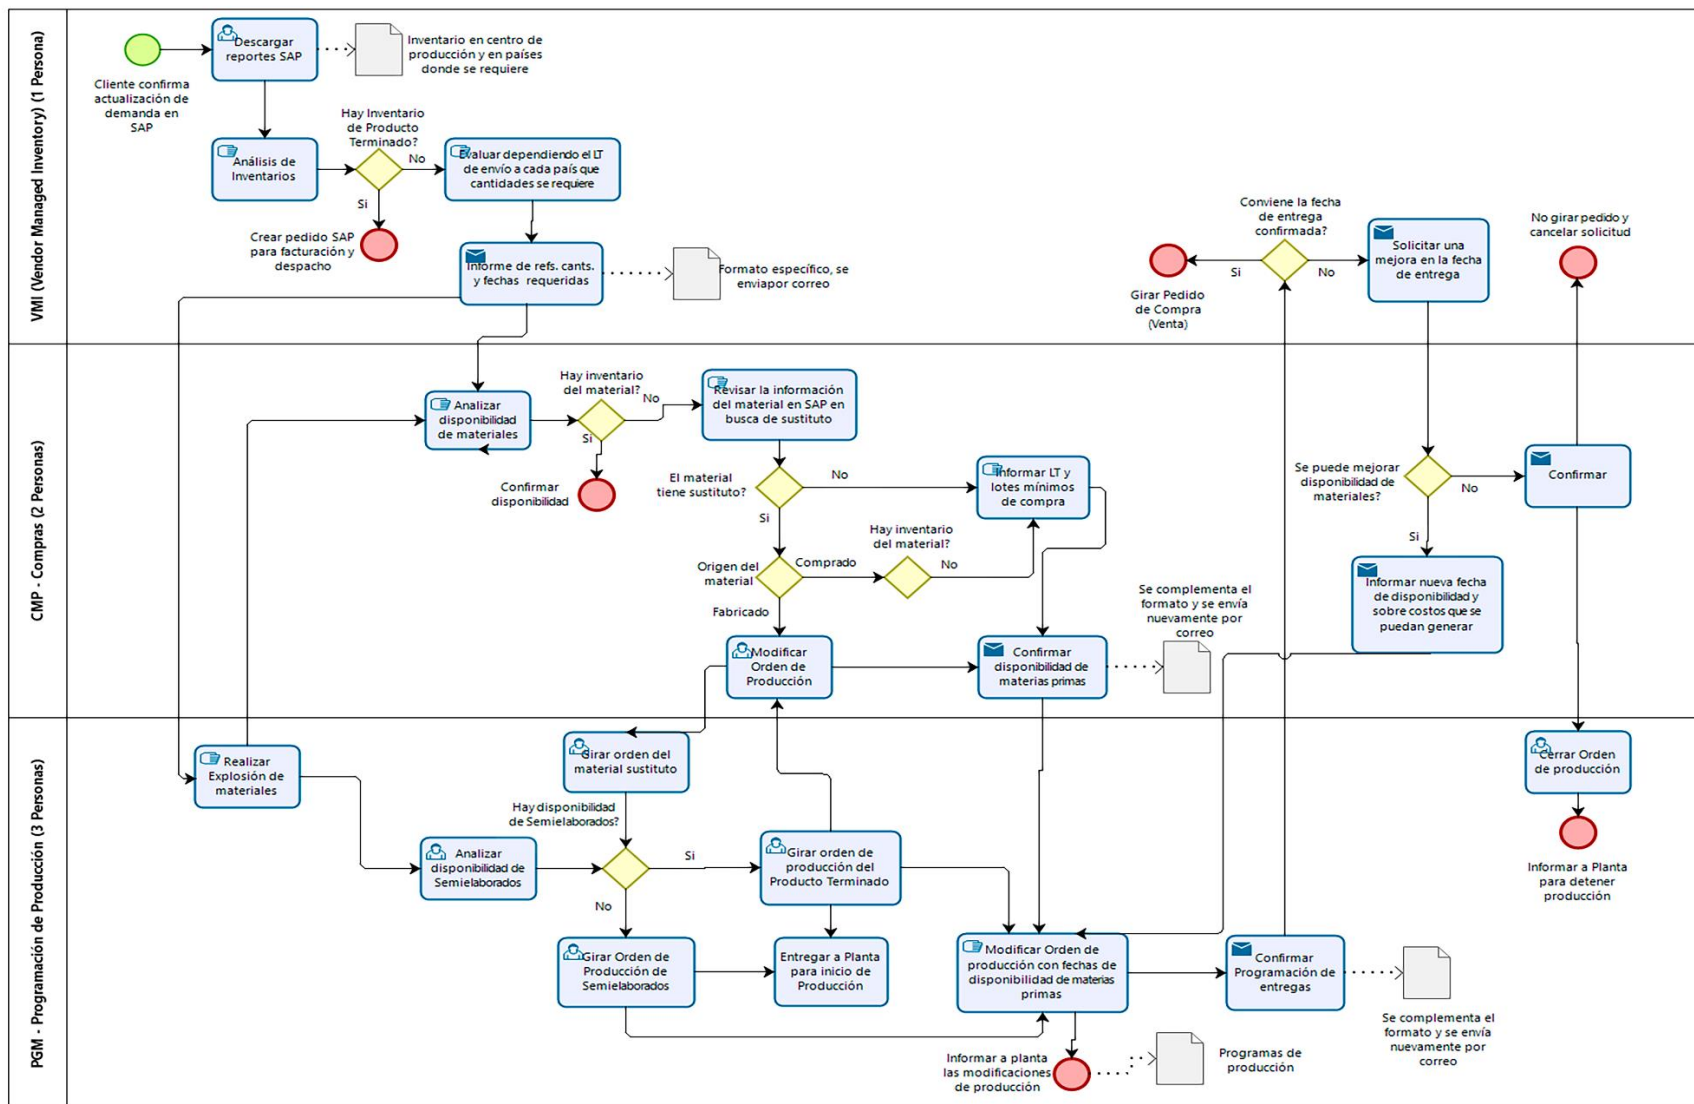 VMI (Vendor Managed Inventory) (1 Persona)
Cliente confirma
actualización de
demanda en
SAP
Descargar
reportes SAP
Inventario en centro de
producción y en países
donde se requiere
Análisis de
Inventarios
Hay Inventario
de Producto
Terminado?
No
Si
Crear pedido SAP
para facturación y
despacho
Evaluar dependiendo el LT
de envío a cada país que
cantidades se requiere
Informe de refs. cants.
y fechas requeridas
Formato específico, se
enviapor correo
Conviene la fecha
de entrega
confirmada?
Si
No
Girar Pedido
de Compra
(Venta)
Solicitar una
mejora en la fecha
de entrega
No girar pedido y
cancelar solicitud
CMP - Compras (2 Personas)
Analizar
disponibilidad
de materiales
Hay inventario
del material?
No
Si
Confirmar
disponibilidad
Revisar la información
del material en SAP en
busca de sustituto
El material
tiene sustituto?
No
Si
Informar LT y
lotes mínimos
de compra
Origen del
material
Comprado
Fabricado
Hay inventario
del material?
No
Modificar
Orden de
Producción
Confirmar
disponibilidad de
materias primas
Se complementa el
formato y se envía
nuevamente por
correo
Se puede mejorar
disponibilidad de
materiales?
No
Si
Confirmar
Informar nueva fecha
de disponibilidad y
sobre costos que se
puedan generar
PGM - Programación de Producción (3 Personas)
Realizar
Explosión de
materiales
Girar orden del
material sustituto
Hay disponibilidad
de Semielaborados?
Analizar
disponibilidad de
Semielaborados
Si
No
Girar orden de
producción del
Producto Terminado
Girar Orden de
Producción de
Semielaborados
Entregar a Planta
para inicio de
Producción
Modificar Orden de
producción con fechas de
disponibilidad de materias
primas
Confirmar
Programación de
entregas
Se complementa el
formato y se envía
nuevamente por
correo
Informar a planta
las modificaciones
de producción
Programas de
producción
Cerrar Orden
de producción
Informar a Planta
para detener
producción